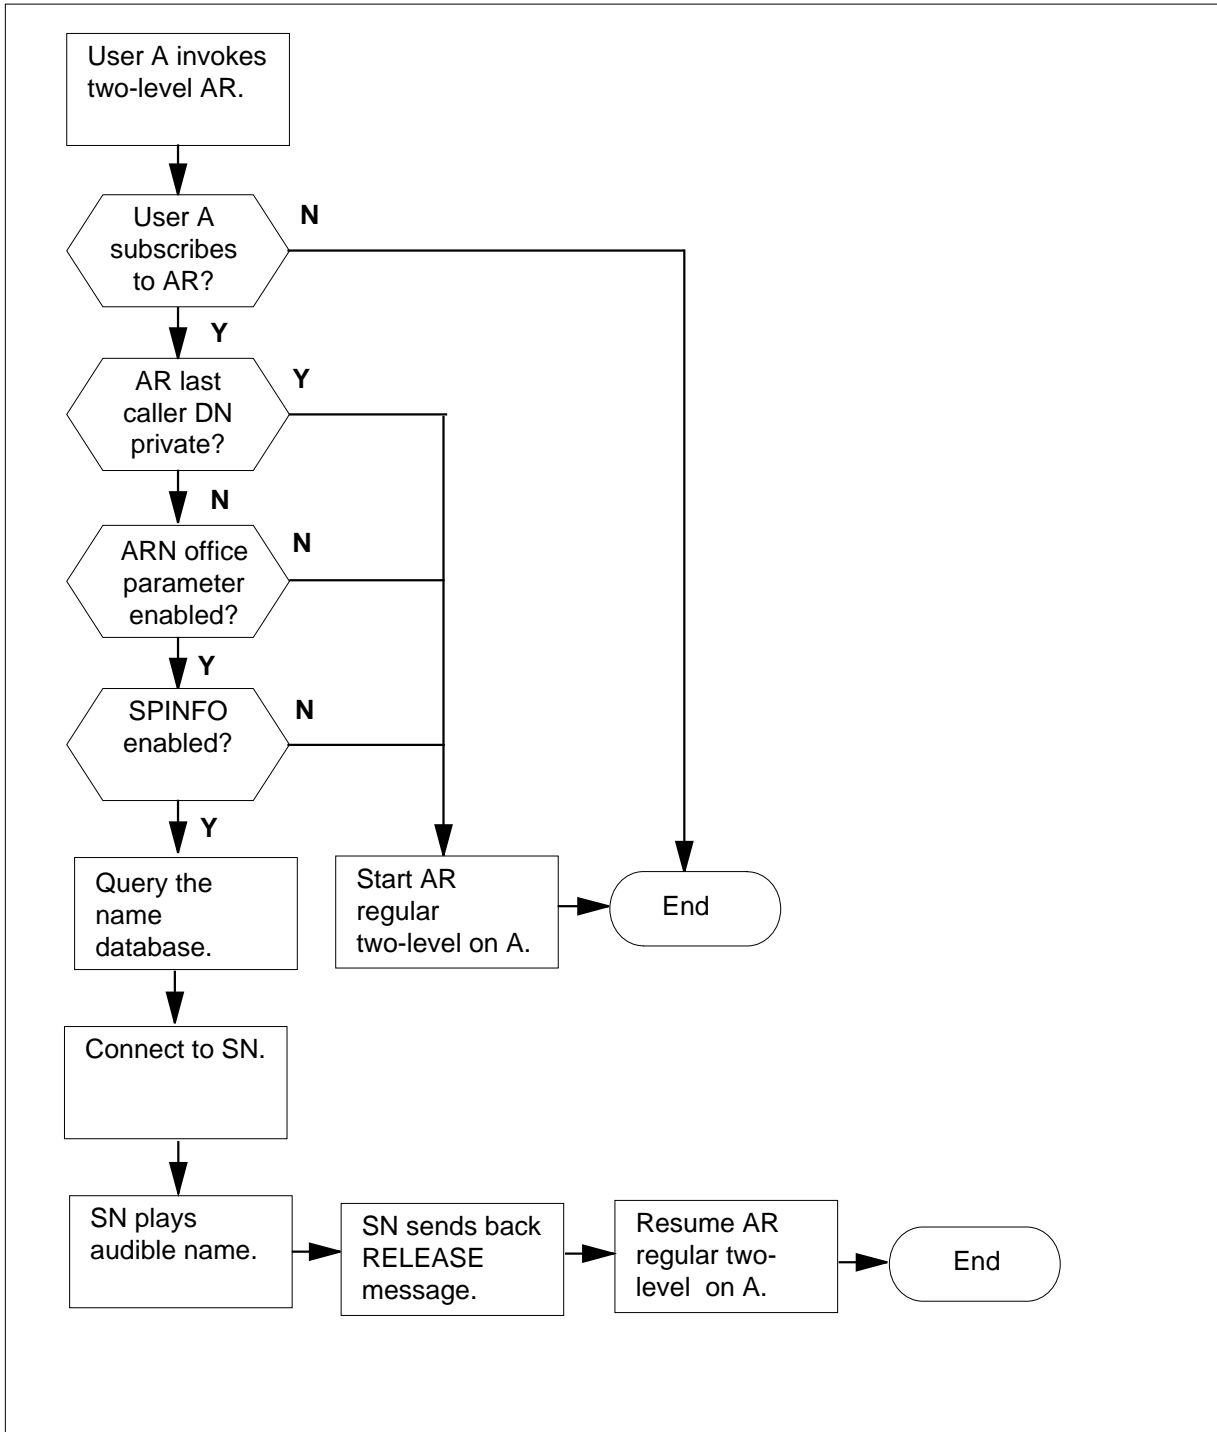 User A invokes
two-level AR.
User A
subscribes
to AR?
N
Y
AR last
caller DN
private?
Y
N
ARN office
parameter
enabled?
N
Y
SPINFO
enabled?
N
Y
Query the
name
database.
Start AR
regular
two-level on A.
End
Connect to SN.
SN plays
audible name.
SN sends back
RELEASE
message.
Resume AR
regular two-
level on A.
End